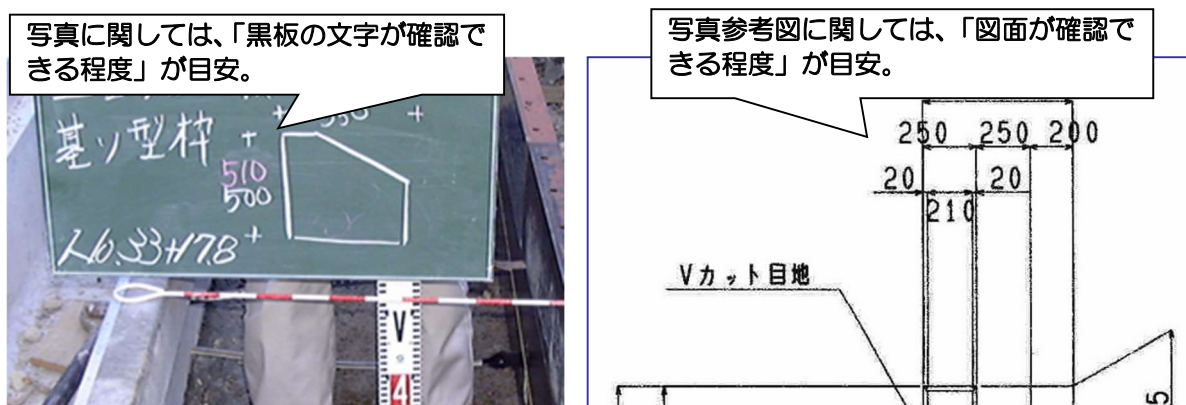 写真に関しては、「黒板の文字が確認で
きる程度」が目安。
基ソ型枠
510
500
No.33+17.8
V
4
写真参考図に関しては、「図面が確認で
きる程度」が目安。
250 250 200
20 20
210
Vカット目地
5